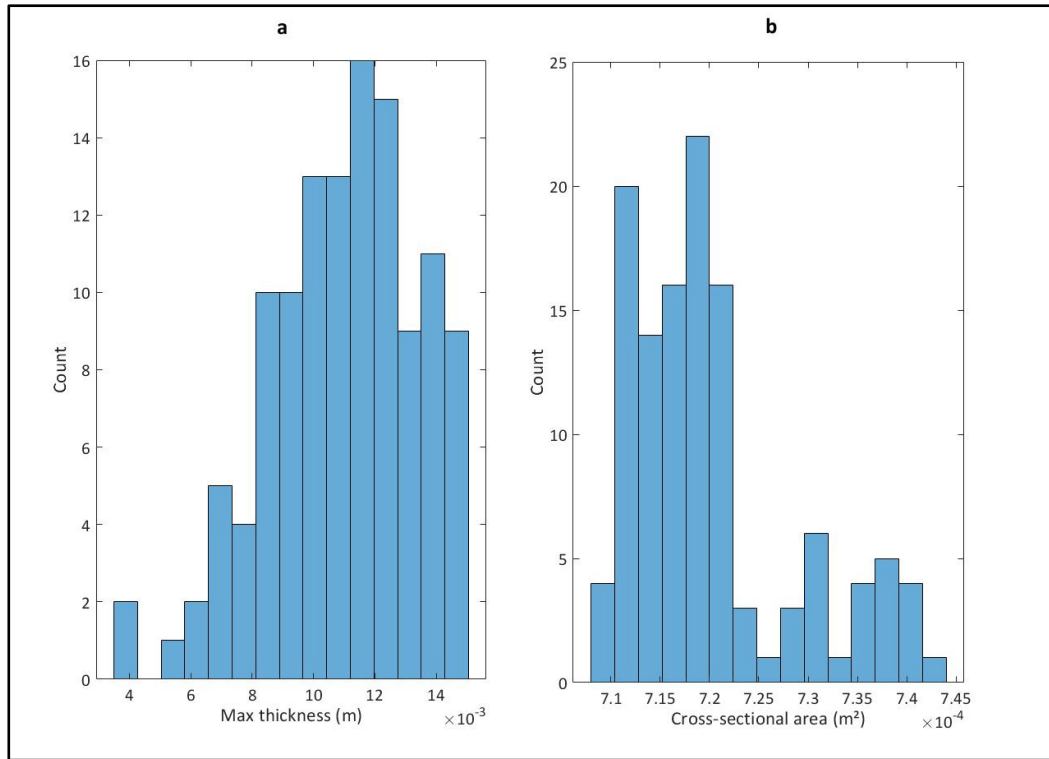 a
16
14
12
10
8
6
4
2
0
Count
4 6 8 10 12 14
Max thickness (m)
×10⁻³
b
25
20
15
10
5
0
Count
7.1 7.15 7.2 7.25 7.3 7.35 7.4 7.45
Cross-sectional area (m²)
×10⁻⁴